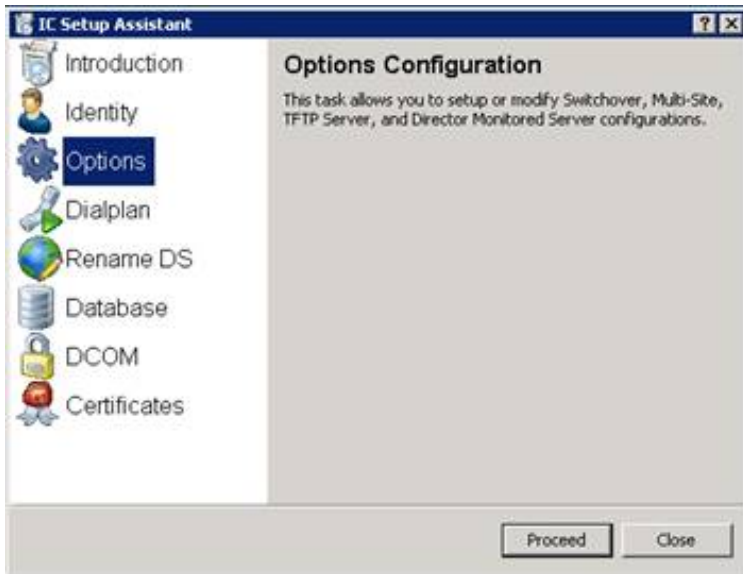 IC Setup Assistant
Introduction
Identity
Options
Dialplan
Rename DS
Database
DCOM
Certificates
Options Configuration
This task allows you to setup or modify Switchover, Multi-Site,
TFTP Server, and Director Monitored Server configurations.
Proceed
Close